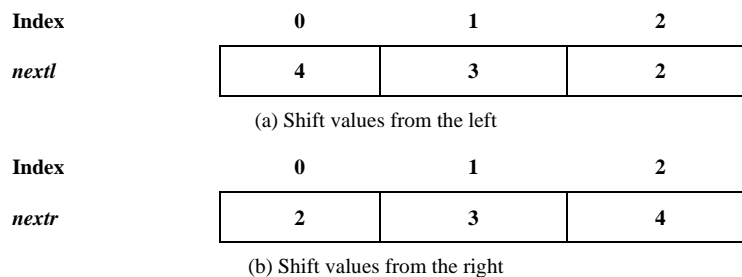 Index 0 1 2
nextl 4 3 2
(a) Shift values from the left
Index 0 1 2
nextr 2 3 4
(b) Shift values from the right